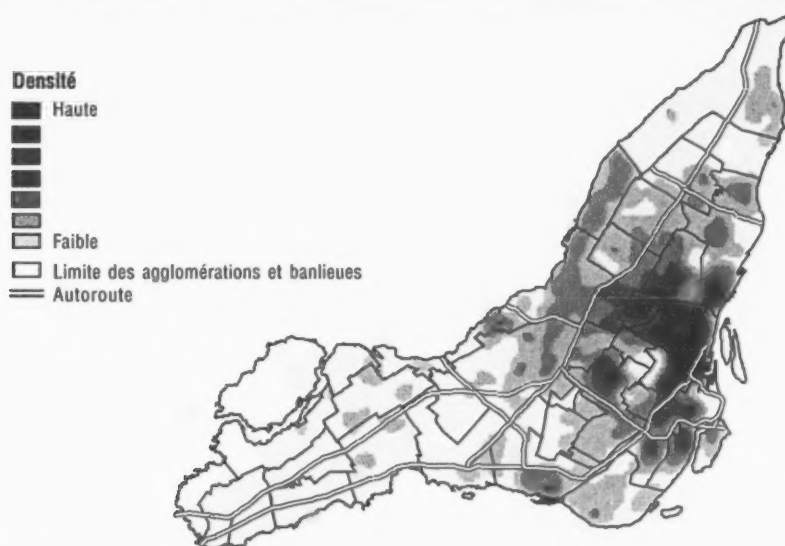 Densité
Haute
Faible
Limite des agglomérations et banlieues
Autoroute